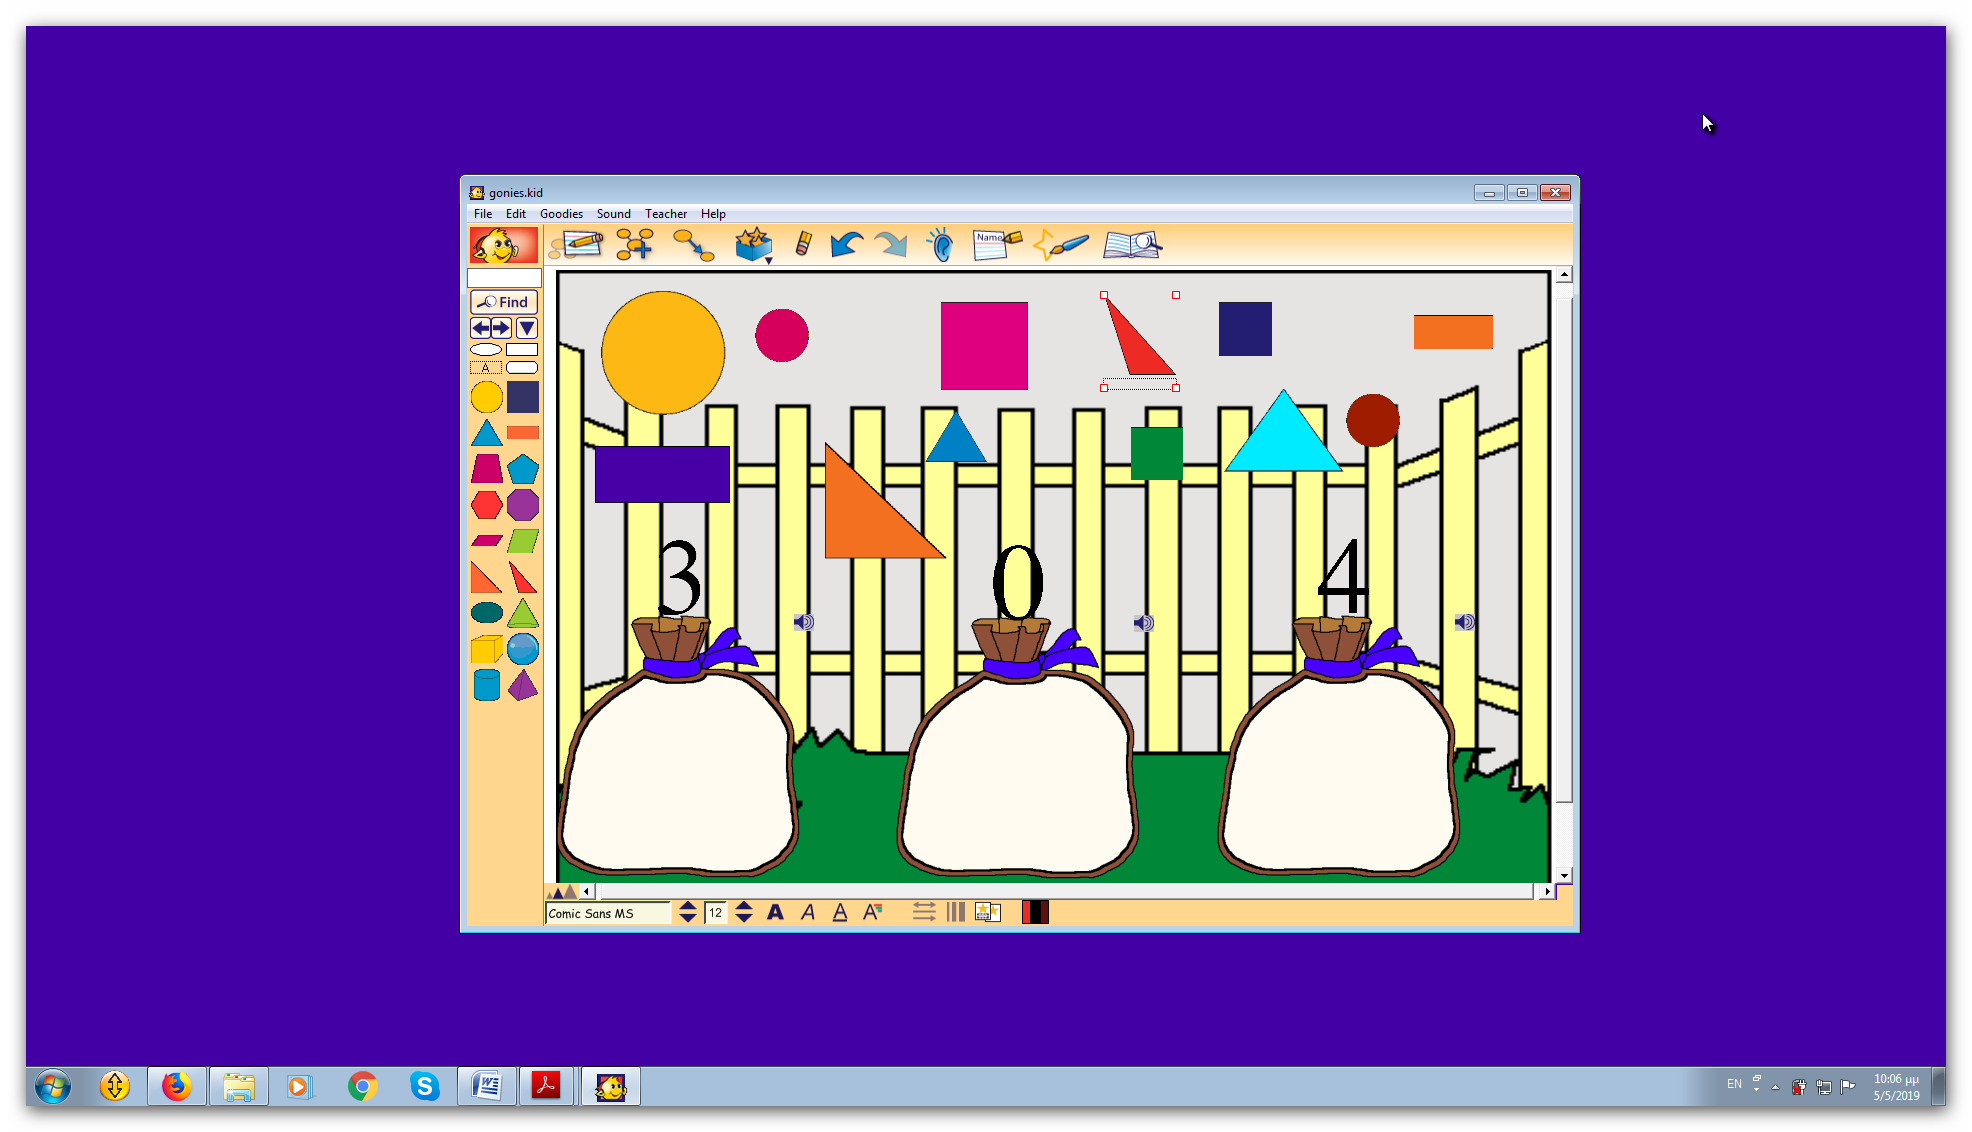 gonies.kid
File Edit Goodies Sound Teacher Help
Name
Find
A
3 0 4
Comic Sans MS 12 A A A A
EN
10:06 μμ
5/5/2019